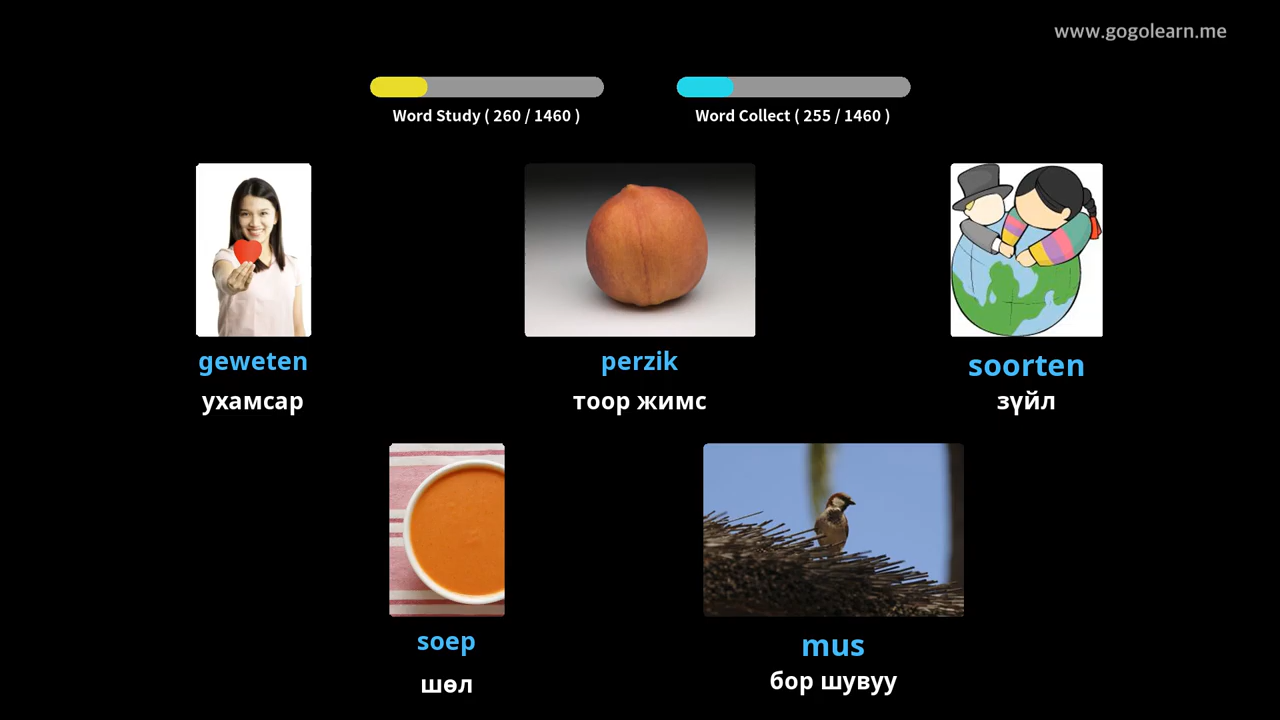 www.gogolearn.me
Word Study ( 260 / 1460 )
Word Collect ( 255 / 1460 )
geweten
ухамсар
perzik
тоор жимс
soorten
зүйл
soep
шөл
mus
бор шувуу